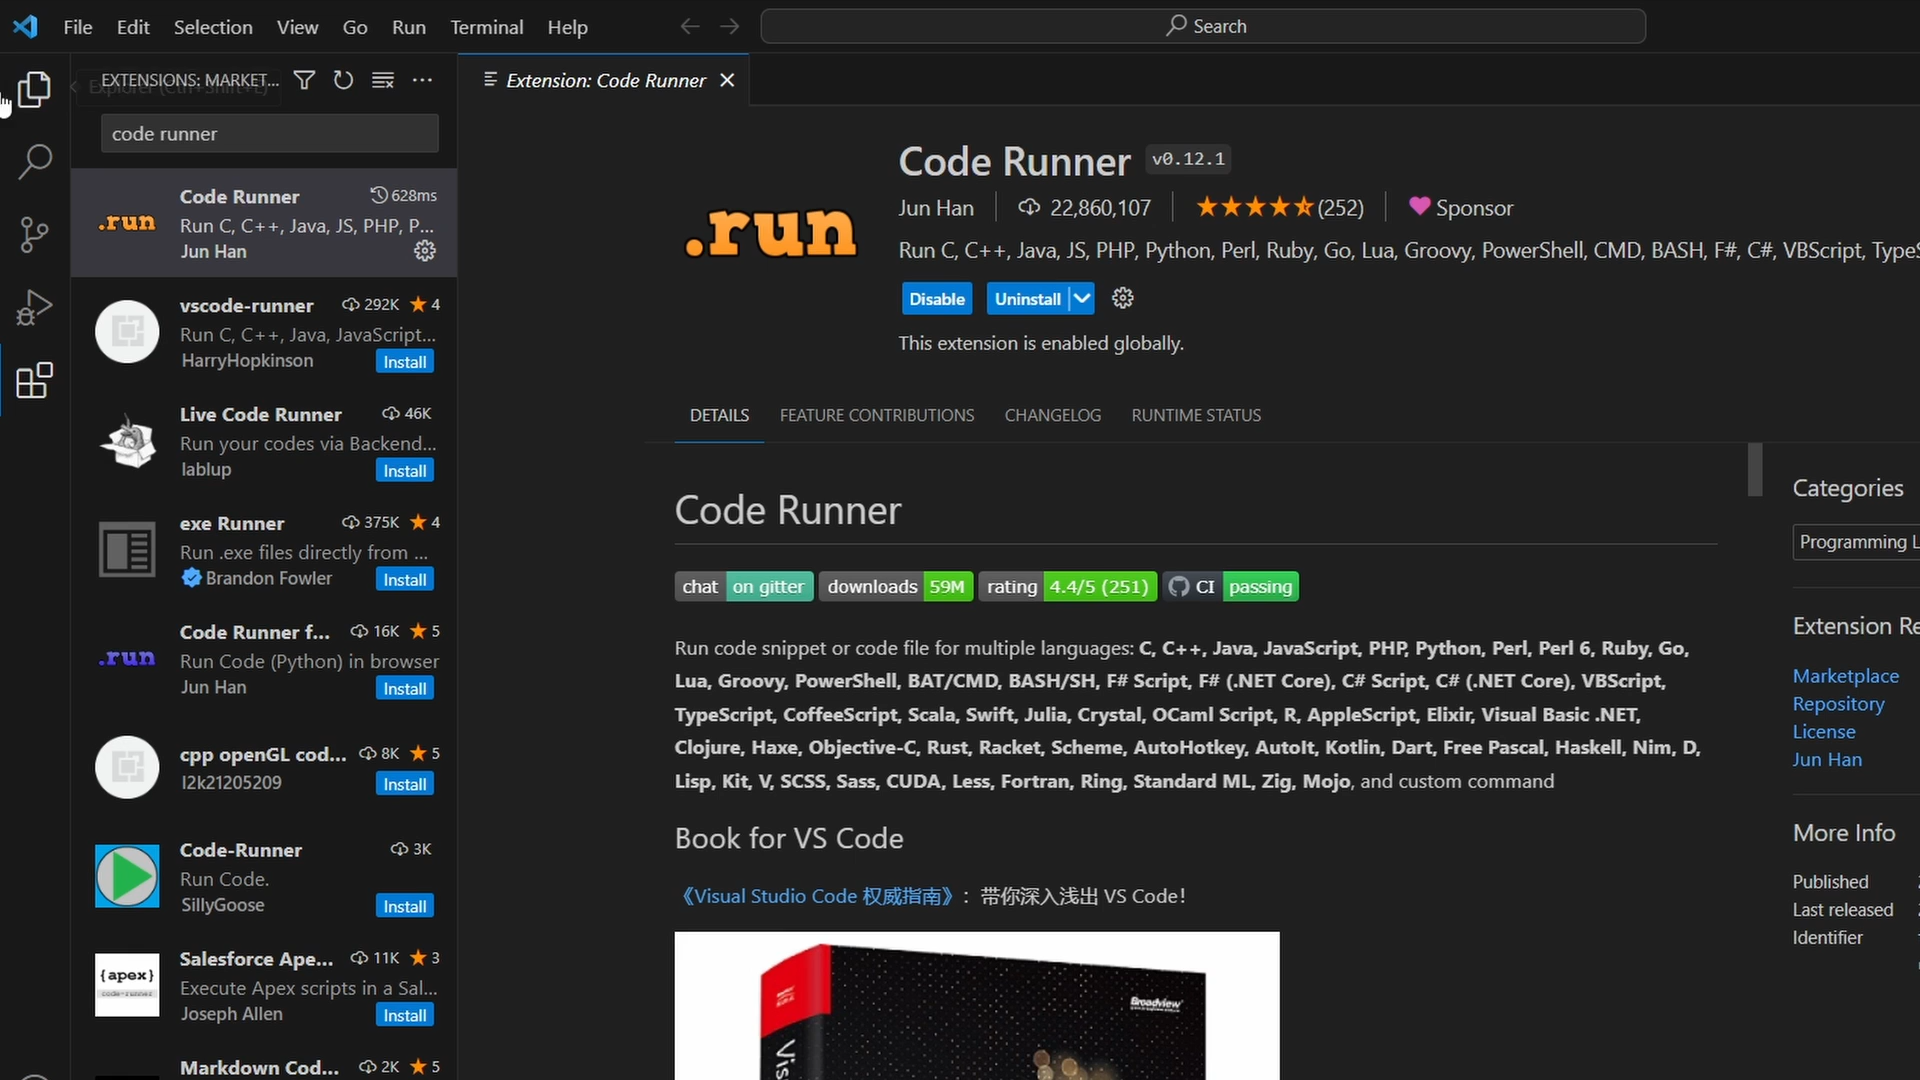 File Edit Selection View Go Run Terminal Help
Search
EXTENSIONS: MARKET...
Extension: Code Runner
code runner
Code Runner 628ms
Run C, C++, Java, JS, PHP, P...
Jun Han
vscode-runner 292K 4
Run C, C++, Java, JavaScript...
HarryHopkinson Install
Live Code Runner 46K
Run your codes via Backend...
lablup Install
exe Runner 375K 4
Run .exe files directly from ...
Brandon Fowler Install
Code Runner f... 16K 5
Run Code (Python) in browser
Jun Han Install
cpp openGL cod... 8K 5
l2k21205209 Install
Code-Runner 3K
Run Code.
SillyGoose Install
Salesforce Ape... 11K 3
Execute Apex scripts in a Sal...
Joseph Allen Install
Markdown Cod... 2K 5
.run
.run
{apex}
code-runner
.run
Code Runner v0.12.1
Jun Han 22,860,107 (252) Sponsor
Run C, C++, Java, JS, PHP, Python, Perl, Ruby, Go, Lua, Groovy, PowerShell, CMD, BASH, F#, C#, VBScript, TypeS
Disable Uninstall
This extension is enabled globally.
DETAILS FEATURE CONTRIBUTIONS CHANGELOG RUNTIME STATUS
Code Runner
chat on gitter downloads 59M rating 4.4/5 (251) CI passing
Run code snippet or code file for multiple languages: C, C++, Java, JavaScript, PHP, Python, Perl, Perl 6, Ruby, Go,
Lua, Groovy, PowerShell, BAT/CMD, BASH/SH, F# Script, F# (.NET Core), C# Script, C# (.NET Core), VBScript,
TypeScript, CoffeeScript, Scala, Swift, Julia, Crystal, OCaml Script, R, AppleScript, Elixir, Visual Basic .NET,
Clojure, Haxe, Objective-C, Rust, Racket, Scheme, AutoHotkey, AutoIt, Kotlin, Dart, Free Pascal, Haskell, Nim, D,
Lisp, Kit, V, SCSS, Sass, CUDA, Less, Fortran, Ring, Standard ML, Zig, Mojo, and custom command
Book for VS Code
《Visual Studio Code 权威指南》：带你深入浅出 VS Code！
Broadview
Vis
Categories
Programming L
Extension Re
Marketplace
Repository
License
Jun Han
More Info
Published
Last released
Identifier